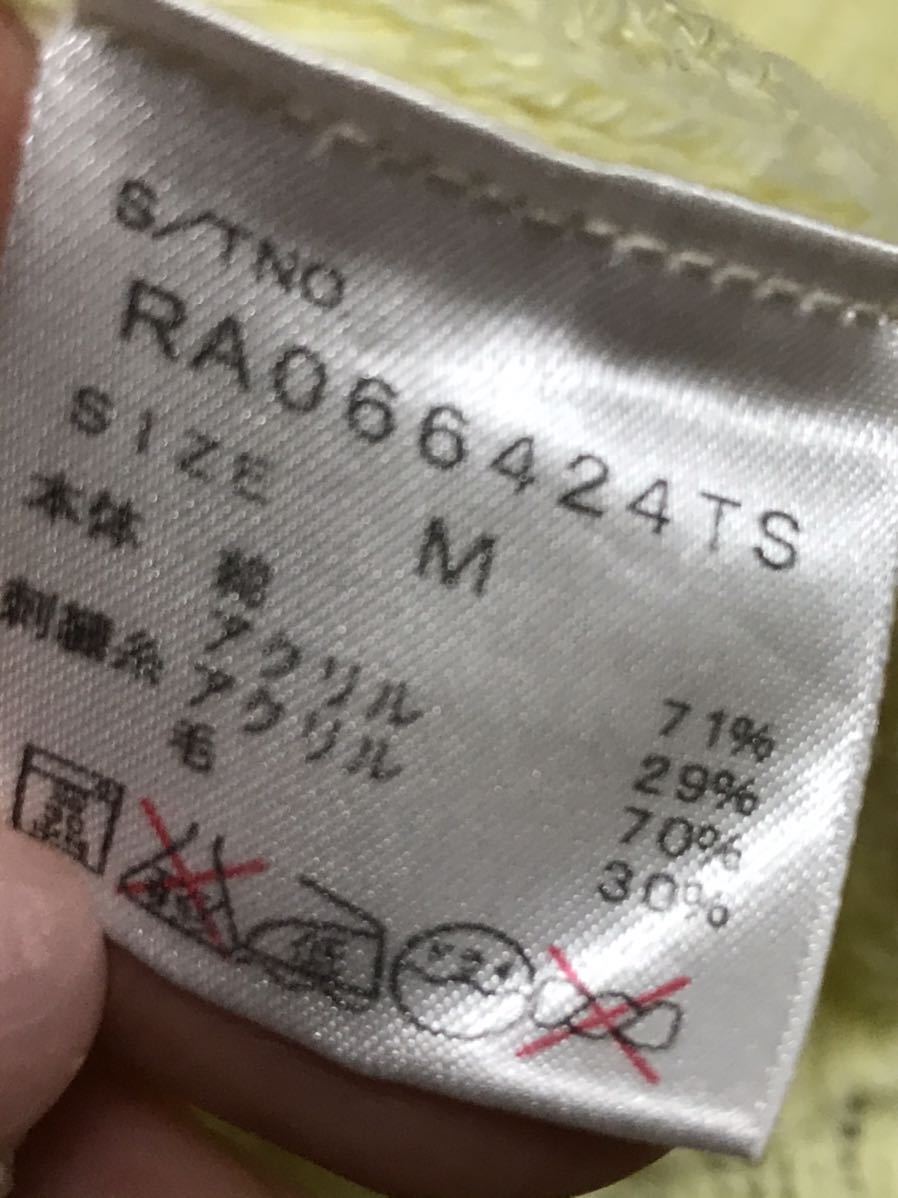 S/TNO
RA066424TS
SIZE M
本体 綿 71%
アクリル 29%
刺繍糸 アクリル 70%
毛 30%
低